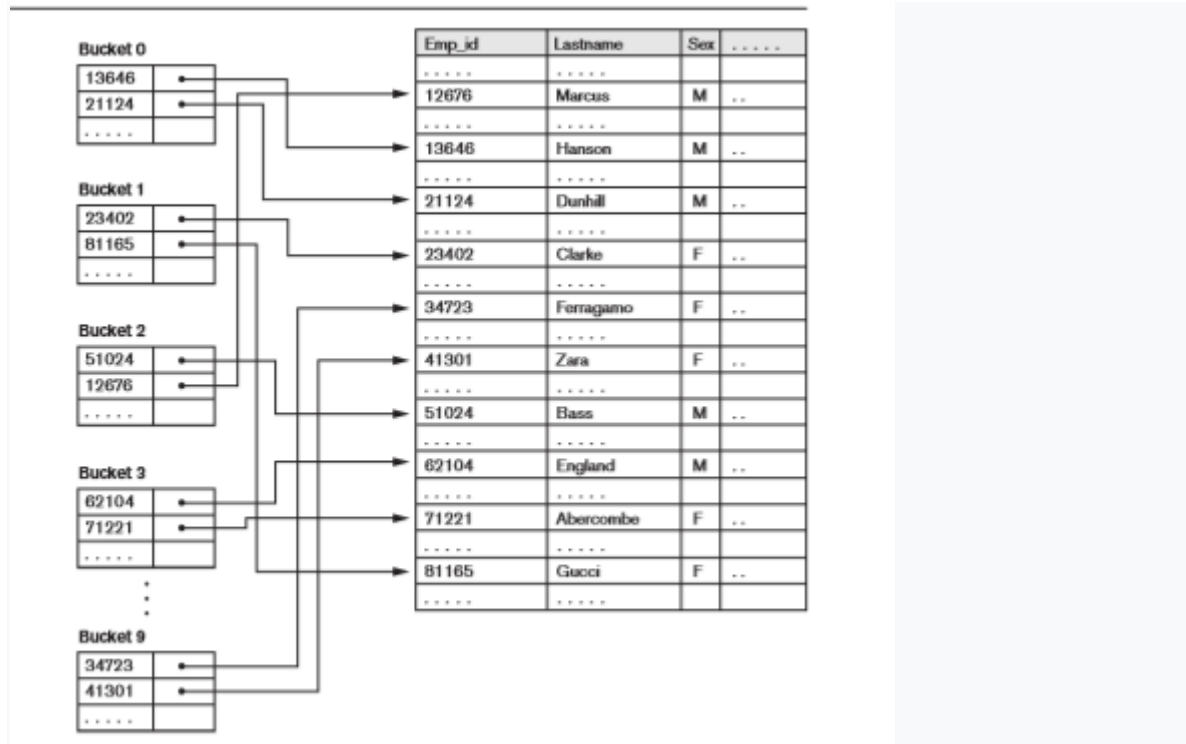 Bucket 0
13646
21124
. . . . .
Bucket 1
23402
81165
. . . . .
Bucket 2
51024
12676
. . . . .
Bucket 3
62104
71221
. . . . .
Bucket 9
34723
41301
. . . . .
Emp_id Lastname Sex . . . . .
. . . . . . . . . .
12676 Marcus M . .
. . . . . . . . . .
13646 Hanson M . .
. . . . . . . . . .
21124 Dunhill M . .
. . . . . . . . . .
23402 Clarke F . .
. . . . . . . . . .
34723 Ferragamo F . .
. . . . . . . . . .
41301 Zara F . .
. . . . . . . . . .
51024 Bass M . .
. . . . . . . . . .
62104 England M . .
. . . . . . . . . .
71221 Abercombe F . .
. . . . . . . . . .
81165 Gucci F . .
. . . . . . . . . .